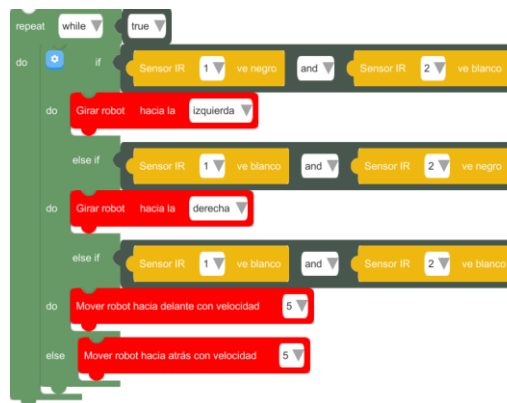 repeat while true
do if Sensor IR 1 ve negro and Sensor IR 2 ve blanco
do Girar robot hacia la izquierda
else if Sensor IR 1 ve blanco and Sensor IR 2 ve negro
do Girar robot hacia la derecha
else if Sensor IR 1 ve blanco and Sensor IR 2 ve blanco
do Mover robot hacia delante con velocidad 5
else Mover robot hacia atrás con velocidad 5